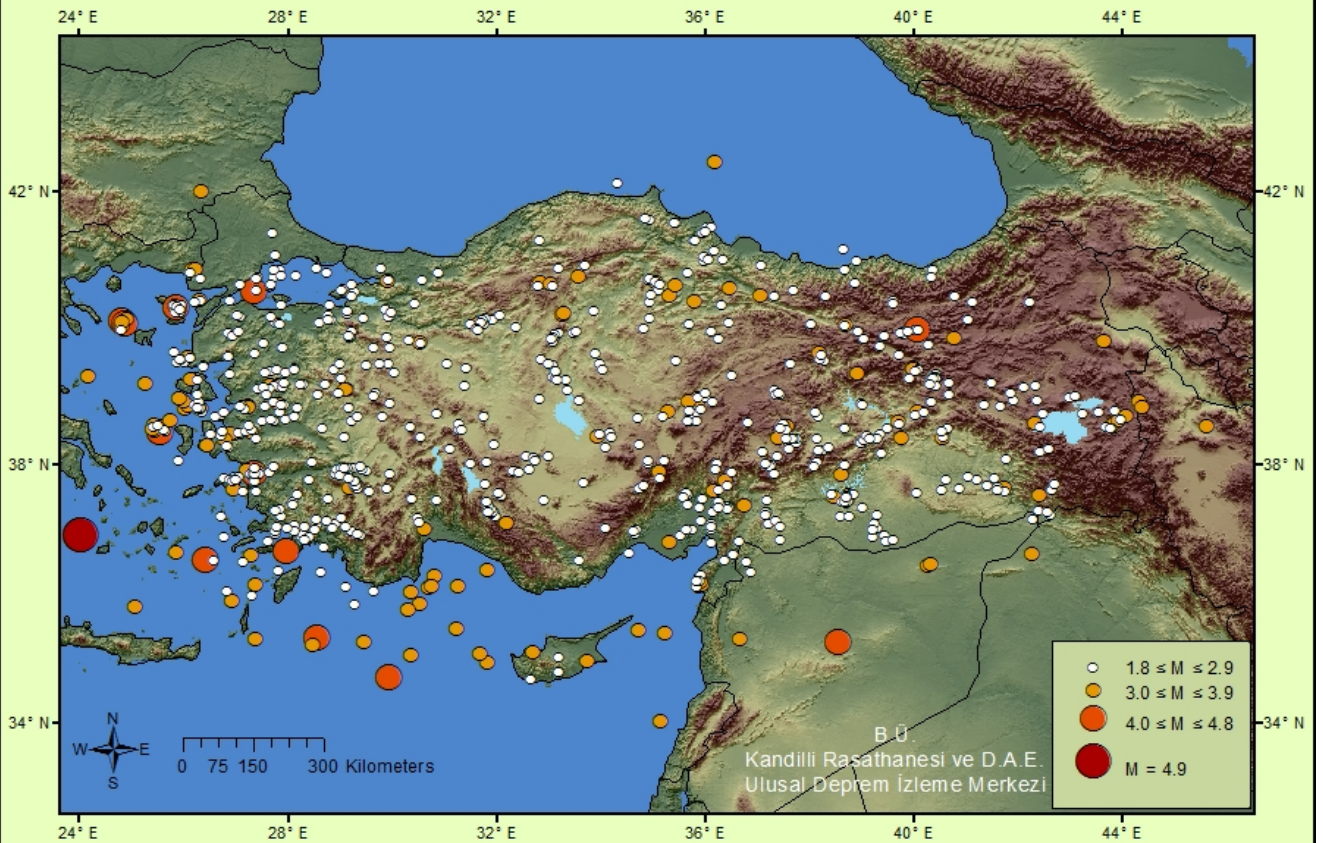 24° E 28° E 32° E 36° E 40° E 44° E
42° N 42° N
38° N 38° N
34° N 34° N
N
W E
S
0 75 150 300 Kilometers
B.Ü.
Kandilli Rasathanesi ve D.A.E.
Ulusal Deprem İzleme Merkezi
1.8 ≤ M ≤ 2.9
3.0 ≤ M ≤ 3.9
4.0 ≤ M ≤ 4.8
M = 4.9
24° E 28° E 32° E 36° E 40° E 44° E